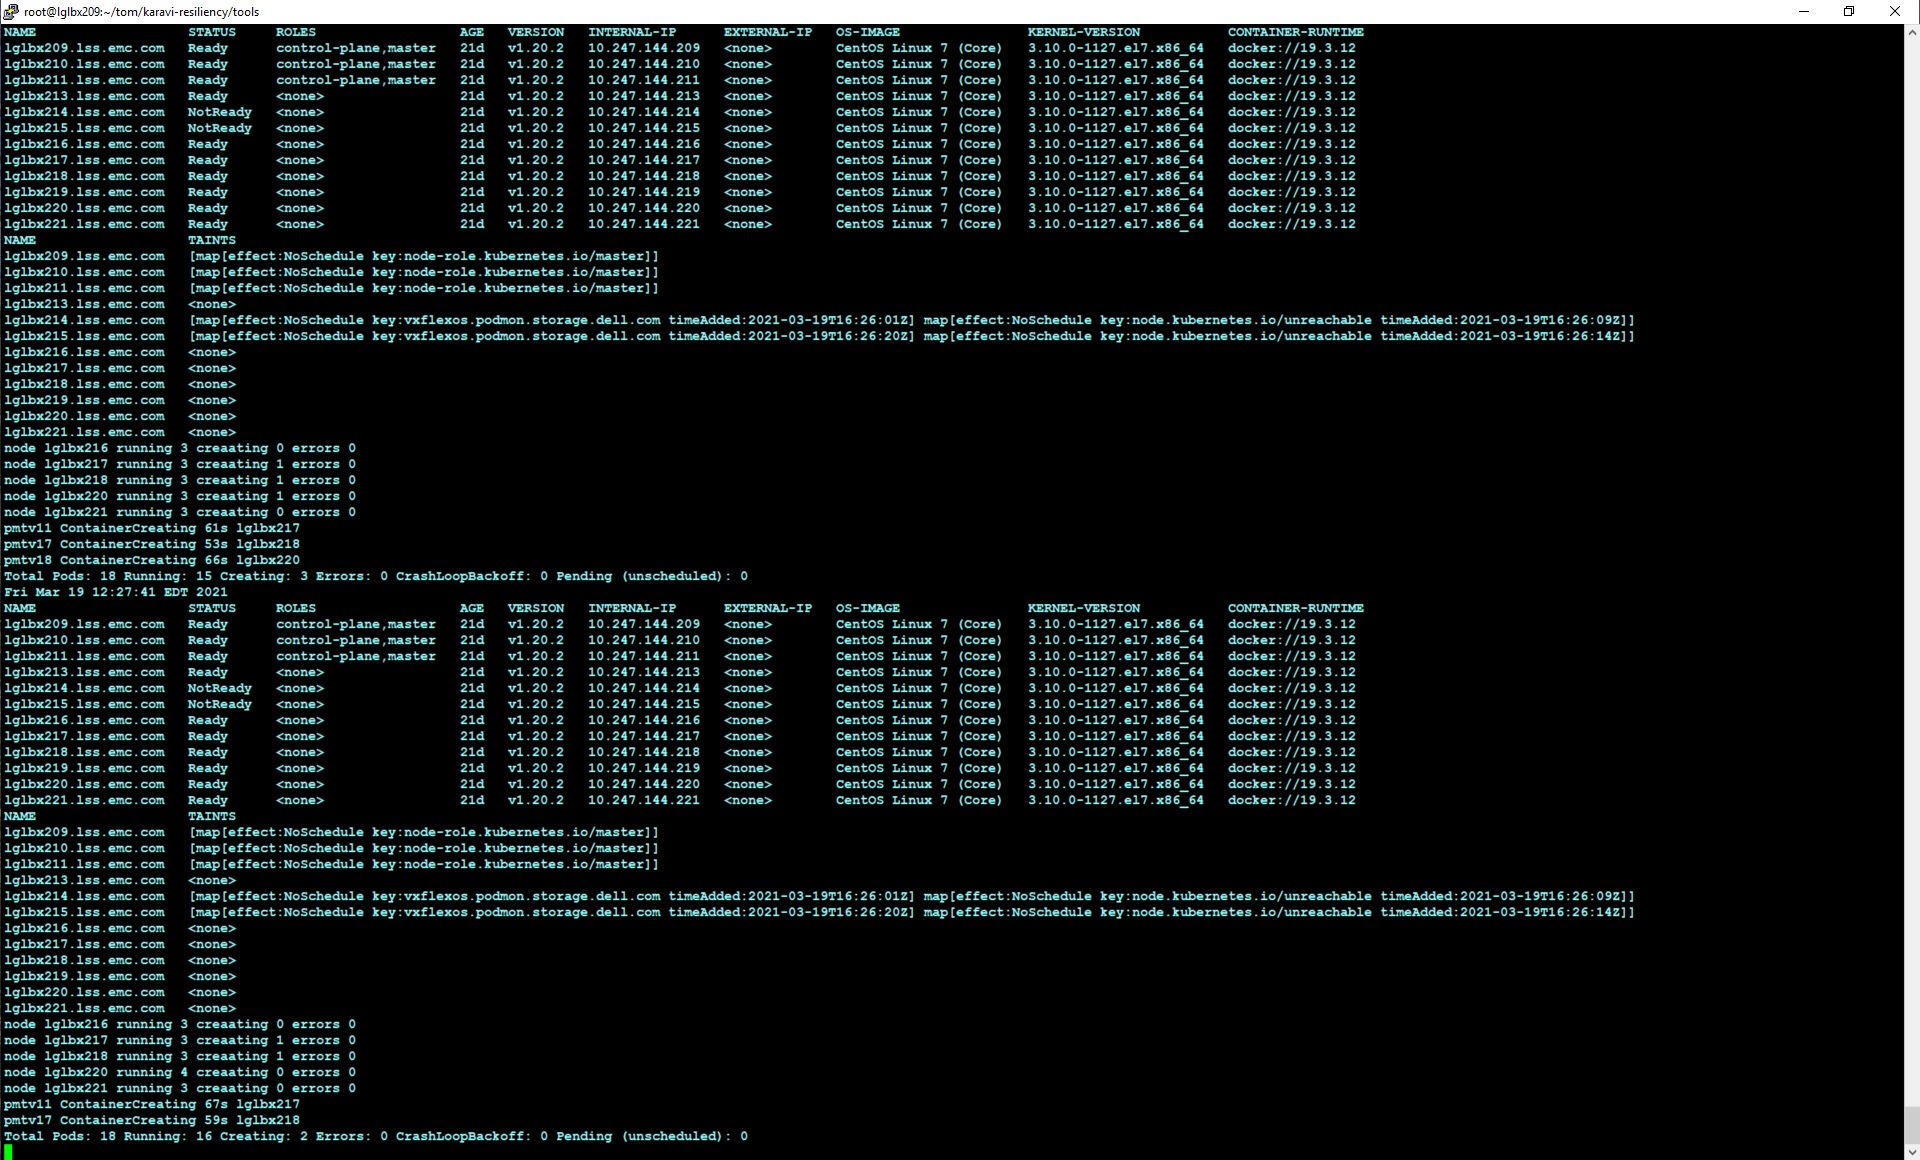 root@lglbx209:~/tom/karavi-resiliency/tools
NAME STATUS ROLES AGE VERSION INTERNAL-IP EXTERNAL-IP OS-IMAGE KERNEL-VERSION CONTAINER-RUNTIME
lglbx209.lss.emc.com Ready control-plane,master 21d v1.20.2 10.247.144.209 <none> CentOS Linux 7 (Core) 3.10.0-1127.el7.x86_64 docker://19.3.12
lglbx210.lss.emc.com Ready control-plane,master 21d v1.20.2 10.247.144.210 <none> CentOS Linux 7 (Core) 3.10.0-1127.el7.x86_64 docker://19.3.12
lglbx211.lss.emc.com Ready control-plane,master 21d v1.20.2 10.247.144.211 <none> CentOS Linux 7 (Core) 3.10.0-1127.el7.x86_64 docker://19.3.12
lglbx213.lss.emc.com Ready <none> 21d v1.20.2 10.247.144.213 <none> CentOS Linux 7 (Core) 3.10.0-1127.el7.x86_64 docker://19.3.12
lglbx214.lss.emc.com NotReady <none> 21d v1.20.2 10.247.144.214 <none> CentOS Linux 7 (Core) 3.10.0-1127.el7.x86_64 docker://19.3.12
lglbx215.lss.emc.com NotReady <none> 21d v1.20.2 10.247.144.215 <none> CentOS Linux 7 (Core) 3.10.0-1127.el7.x86_64 docker://19.3.12
lglbx216.lss.emc.com Ready <none> 21d v1.20.2 10.247.144.216 <none> CentOS Linux 7 (Core) 3.10.0-1127.el7.x86_64 docker://19.3.12
lglbx217.lss.emc.com Ready <none> 21d v1.20.2 10.247.144.217 <none> CentOS Linux 7 (Core) 3.10.0-1127.el7.x86_64 docker://19.3.12
lglbx218.lss.emc.com Ready <none> 21d v1.20.2 10.247.144.218 <none> CentOS Linux 7 (Core) 3.10.0-1127.el7.x86_64 docker://19.3.12
lglbx219.lss.emc.com Ready <none> 21d v1.20.2 10.247.144.219 <none> CentOS Linux 7 (Core) 3.10.0-1127.el7.x86_64 docker://19.3.12
lglbx220.lss.emc.com Ready <none> 21d v1.20.2 10.247.144.220 <none> CentOS Linux 7 (Core) 3.10.0-1127.el7.x86_64 docker://19.3.12
lglbx221.lss.emc.com Ready <none> 21d v1.20.2 10.247.144.221 <none> CentOS Linux 7 (Core) 3.10.0-1127.el7.x86_64 docker://19.3.12
NAME TAINTS
lglbx209.lss.emc.com [map[effect:NoSchedule key:node-role.kubernetes.io/master]]
lglbx210.lss.emc.com [map[effect:NoSchedule key:node-role.kubernetes.io/master]]
lglbx211.lss.emc.com [map[effect:NoSchedule key:node-role.kubernetes.io/master]]
lglbx213.lss.emc.com <none>
lglbx214.lss.emc.com [map[effect:NoSchedule key:vxflexos.podmon.storage.dell.com timeAdded:2021-03-19T16:26:01Z] map[effect:NoSchedule key:node.kubernetes.io/unreachable timeAdded:2021-03-19T16:26:09Z]]
lglbx215.lss.emc.com [map[effect:NoSchedule key:vxflexos.podmon.storage.dell.com timeAdded:2021-03-19T16:26:20Z] map[effect:NoSchedule key:node.kubernetes.io/unreachable timeAdded:2021-03-19T16:26:14Z]]
lglbx216.lss.emc.com <none>
lglbx217.lss.emc.com <none>
lglbx218.lss.emc.com <none>
lglbx219.lss.emc.com <none>
lglbx220.lss.emc.com <none>
lglbx221.lss.emc.com <none>
node lglbx216 running 3 creaating 0 errors 0
node lglbx217 running 3 creaating 1 errors 0
node lglbx218 running 3 creaating 1 errors 0
node lglbx220 running 3 creaating 1 errors 0
node lglbx221 running 3 creaating 0 errors 0
pmtv11 ContainerCreating 61s lglbx217
pmtv17 ContainerCreating 53s lglbx218
pmtv18 ContainerCreating 66s lglbx220
Total Pods: 18 Running: 15 Creating: 3 Errors: 0 CrashLoopBackoff: 0 Pending (unscheduled): 0
Fri Mar 19 12:27:41 EDT 2021
NAME STATUS ROLES AGE VERSION INTERNAL-IP EXTERNAL-IP OS-IMAGE KERNEL-VERSION CONTAINER-RUNTIME
lglbx209.lss.emc.com Ready control-plane,master 21d v1.20.2 10.247.144.209 <none> CentOS Linux 7 (Core) 3.10.0-1127.el7.x86_64 docker://19.3.12
lglbx210.lss.emc.com Ready control-plane,master 21d v1.20.2 10.247.144.210 <none> CentOS Linux 7 (Core) 3.10.0-1127.el7.x86_64 docker://19.3.12
lglbx211.lss.emc.com Ready control-plane,master 21d v1.20.2 10.247.144.211 <none> CentOS Linux 7 (Core) 3.10.0-1127.el7.x86_64 docker://19.3.12
lglbx213.lss.emc.com Ready <none> 21d v1.20.2 10.247.144.213 <none> CentOS Linux 7 (Core) 3.10.0-1127.el7.x86_64 docker://19.3.12
lglbx214.lss.emc.com NotReady <none> 21d v1.20.2 10.247.144.214 <none> CentOS Linux 7 (Core) 3.10.0-1127.el7.x86_64 docker://19.3.12
lglbx215.lss.emc.com NotReady <none> 21d v1.20.2 10.247.144.215 <none> CentOS Linux 7 (Core) 3.10.0-1127.el7.x86_64 docker://19.3.12
lglbx216.lss.emc.com Ready <none> 21d v1.20.2 10.247.144.216 <none> CentOS Linux 7 (Core) 3.10.0-1127.el7.x86_64 docker://19.3.12
lglbx217.lss.emc.com Ready <none> 21d v1.20.2 10.247.144.217 <none> CentOS Linux 7 (Core) 3.10.0-1127.el7.x86_64 docker://19.3.12
lglbx218.lss.emc.com Ready <none> 21d v1.20.2 10.247.144.218 <none> CentOS Linux 7 (Core) 3.10.0-1127.el7.x86_64 docker://19.3.12
lglbx219.lss.emc.com Ready <none> 21d v1.20.2 10.247.144.219 <none> CentOS Linux 7 (Core) 3.10.0-1127.el7.x86_64 docker://19.3.12
lglbx220.lss.emc.com Ready <none> 21d v1.20.2 10.247.144.220 <none> CentOS Linux 7 (Core) 3.10.0-1127.el7.x86_64 docker://19.3.12
lglbx221.lss.emc.com Ready <none> 21d v1.20.2 10.247.144.221 <none> CentOS Linux 7 (Core) 3.10.0-1127.el7.x86_64 docker://19.3.12
NAME TAINTS
lglbx209.lss.emc.com [map[effect:NoSchedule key:node-role.kubernetes.io/master]]
lglbx210.lss.emc.com [map[effect:NoSchedule key:node-role.kubernetes.io/master]]
lglbx211.lss.emc.com [map[effect:NoSchedule key:node-role.kubernetes.io/master]]
lglbx213.lss.emc.com <none>
lglbx214.lss.emc.com [map[effect:NoSchedule key:vxflexos.podmon.storage.dell.com timeAdded:2021-03-19T16:26:01Z] map[effect:NoSchedule key:node.kubernetes.io/unreachable timeAdded:2021-03-19T16:26:09Z]]
lglbx215.lss.emc.com [map[effect:NoSchedule key:vxflexos.podmon.storage.dell.com timeAdded:2021-03-19T16:26:20Z] map[effect:NoSchedule key:node.kubernetes.io/unreachable timeAdded:2021-03-19T16:26:14Z]]
lglbx216.lss.emc.com <none>
lglbx217.lss.emc.com <none>
lglbx218.lss.emc.com <none>
lglbx219.lss.emc.com <none>
lglbx220.lss.emc.com <none>
lglbx221.lss.emc.com <none>
node lglbx216 running 3 creaating 0 errors 0
node lglbx217 running 3 creaating 1 errors 0
node lglbx218 running 3 creaating 1 errors 0
node lglbx220 running 4 creaating 0 errors 0
node lglbx221 running 3 creaating 0 errors 0
pmtv11 ContainerCreating 67s lglbx217
pmtv17 ContainerCreating 59s lglbx218
Total Pods: 18 Running: 16 Creating: 2 Errors: 0 CrashLoopBackoff: 0 Pending (unscheduled): 0